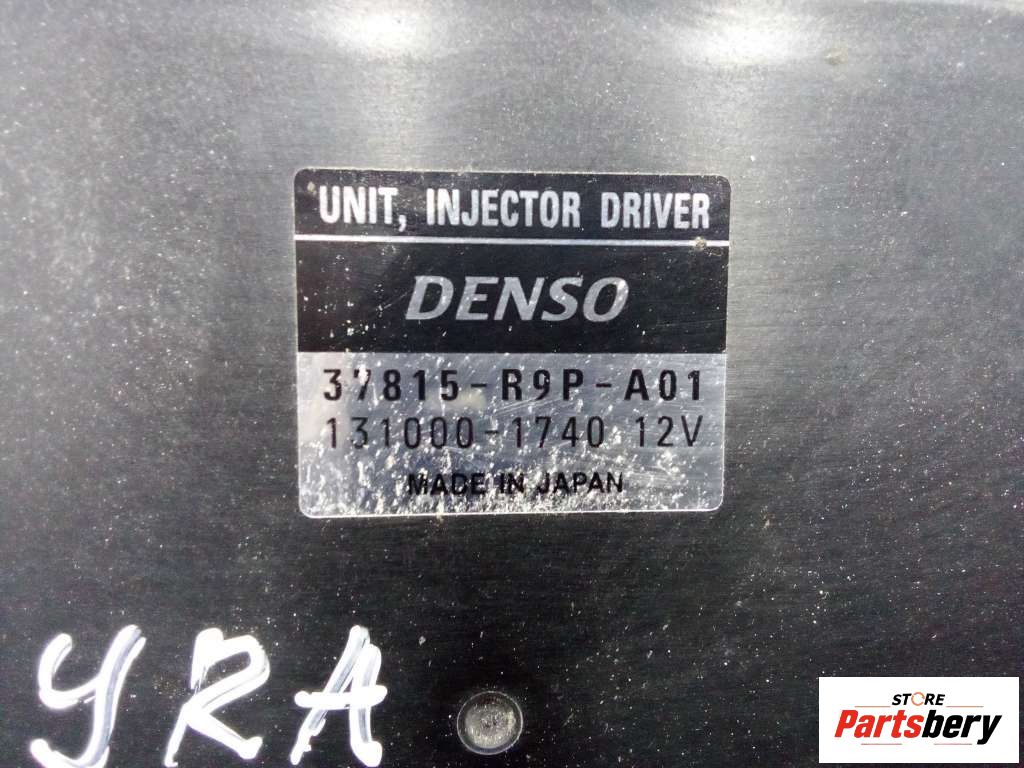 UNIT, INJECTOR DRIVER
DENSO
37815-R9P-A01
131000-1740 12V
MADE IN JAPAN
YRA
STORE
Partsbery